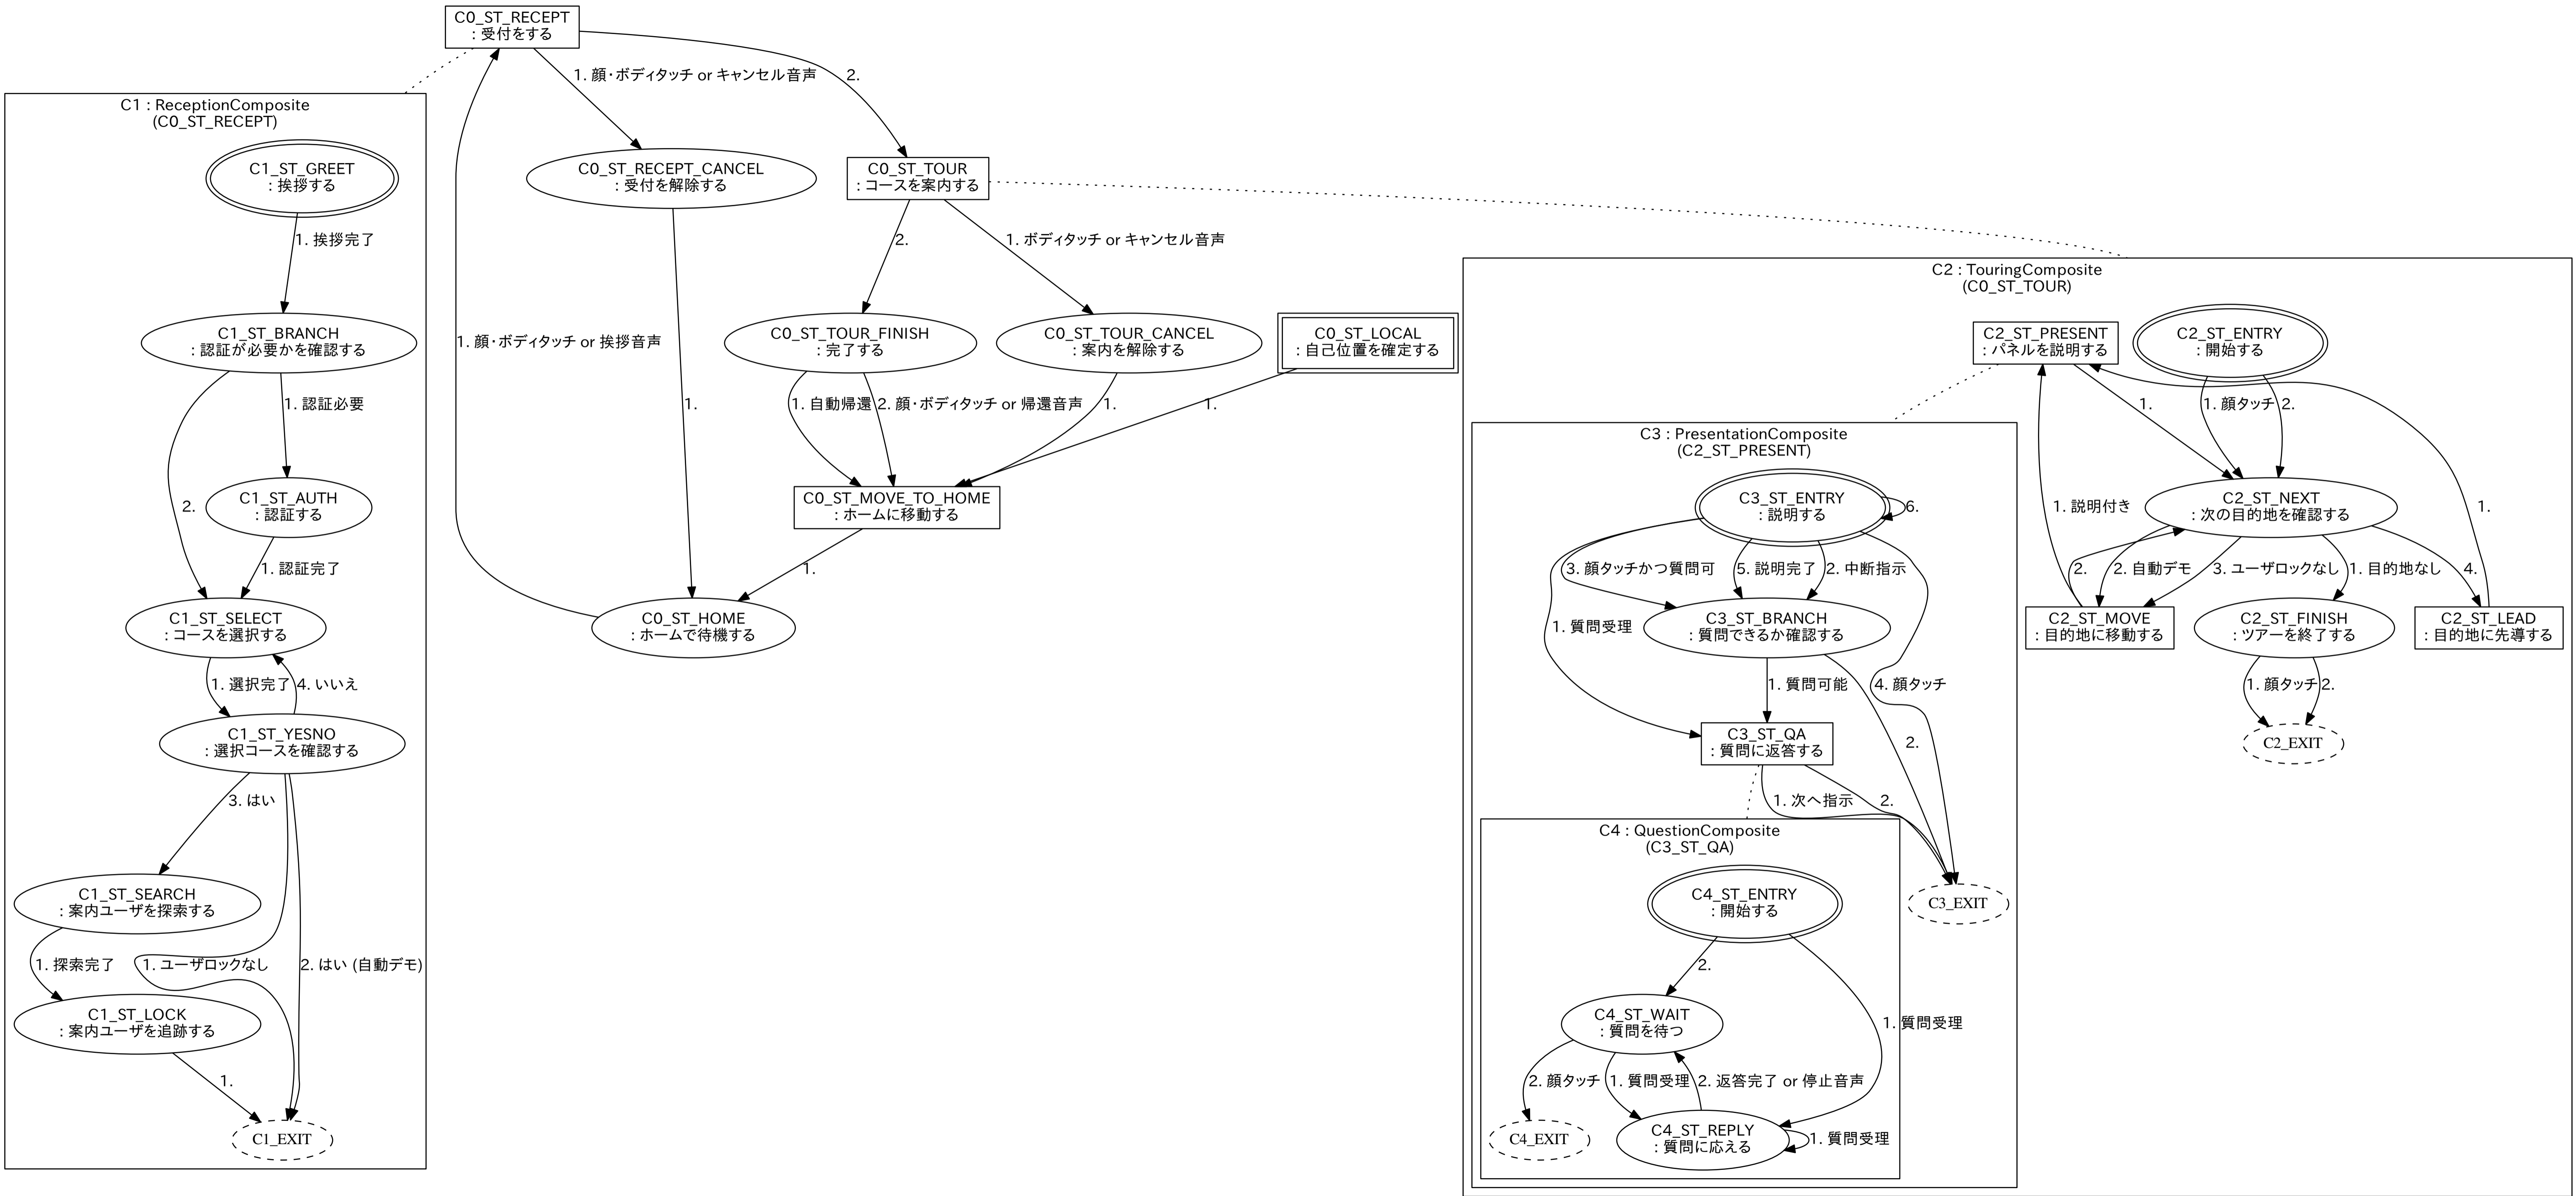 C0_ST_RECEPT
: 受付をする
1. 顔・ボディタッチ or キャンセル音声
2.
C1 : ReceptionComposite
(C0_ST_RECEPT)
C1_ST_GREET
: 挨拶する
1. 挨拶完了
C1_ST_BRANCH
: 認証が必要かを確認する
1. 認証必要
2.
C1_ST_AUTH
: 認証する
1. 認証完了
C1_ST_SELECT
: コースを選択する
1. 選択完了
4. いいえ
C1_ST_YESNO
: 選択コースを確認する
3. はい
C1_ST_SEARCH
: 案内ユーザを探索する
1. 探索完了
1. ユーザロックなし
2. はい (自動デモ)
C1_ST_LOCK
: 案内ユーザを追跡する
1.
C1_EXIT
C0_ST_RECEPT_CANCEL
: 受付を解除する
C0_ST_TOUR
: コースを案内する
2.
1. ボディタッチ or キャンセル音声
1. 顔・ボディタッチ or 挨拶音声
C0_ST_TOUR_FINISH
: 完了する
C0_ST_TOUR_CANCEL
: 案内を解除する
C0_ST_LOCAL
: 自己位置を確定する
1.
1. 自動帰還
2. 顔・ボディタッチ or 帰還音声
1.
1.
C0_ST_MOVE_TO_HOME
: ホームに移動する
1.
C0_ST_HOME
: ホームで待機する
C2 : TouringComposite
(C0_ST_TOUR)
C2_ST_PRESENT
: パネルを説明する
C2_ST_ENTRY
: 開始する
1.
1. 顔タッチ
2.
1. 説明付き
C2_ST_NEXT
: 次の目的地を確認する
1.
2.
2. 自動デモ
3. ユーザロックなし
1. 目的地なし
4.
C2_ST_MOVE
: 目的地に移動する
C2_ST_FINISH
: ツアーを終了する
C2_ST_LEAD
: 目的地に先導する
1. 顔タッチ
2.
C2_EXIT
C3 : PresentationComposite
(C2_ST_PRESENT)
C3_ST_ENTRY
: 説明する
6.
3. 顔タッチかつ質問可
5. 説明完了
2. 中断指示
1. 質問受理
C3_ST_BRANCH
: 質問できるか確認する
1. 質問可能
4. 顔タッチ
C3_ST_QA
: 質問に返答する
2.
1. 次へ指示
2.
C3_EXIT
C4 : QuestionComposite
(C3_ST_QA)
C4_ST_ENTRY
: 開始する
2.
1. 質問受理
C4_ST_WAIT
: 質問を待つ
2. 顔タッチ
1. 質問受理
2. 返答完了 or 停止音声
C4_EXIT
C4_ST_REPLY
: 質問に応える
1. 質問受理